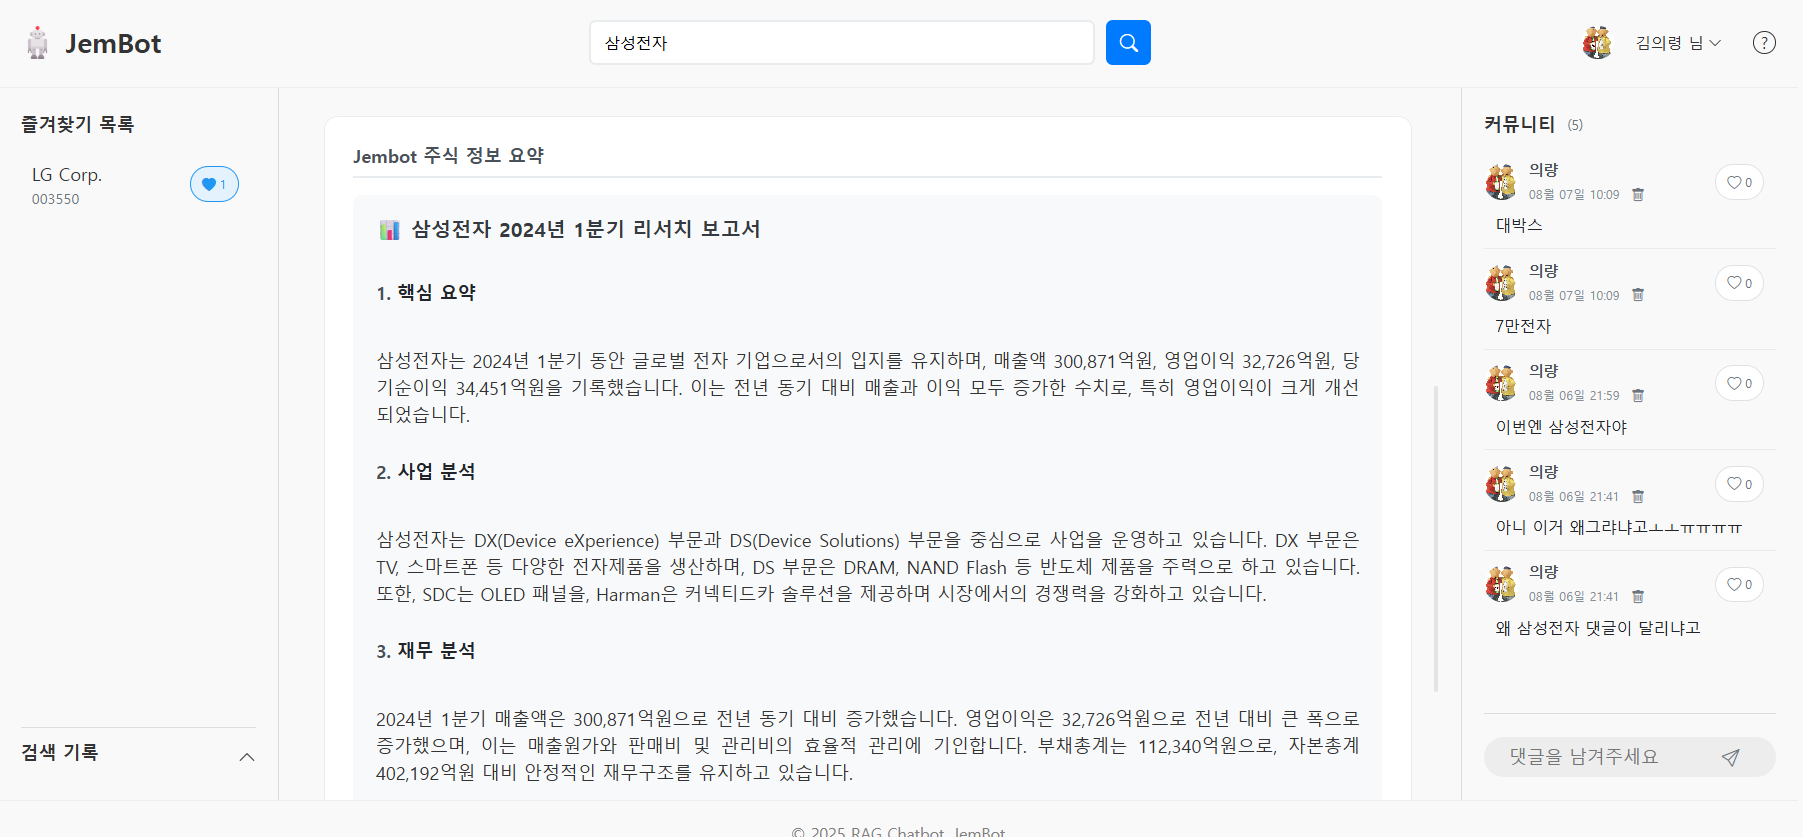 JemBot
삼성전자
김의령 님
?
즐겨찾기 목록
LG Corp.
1
003550
검색 기록
Jembot 주식 정보 요약
삼성전자 2024년 1분기 리서치 보고서
1. 핵심 요약
삼성전자는 2024년 1분기 동안 글로벌 전자 기업으로서의 입지를 유지하며, 매출액 300,871억원, 영업이익 32,726억원, 당
기순이익 34,451억원을 기록했습니다. 이는 전년 동기 대비 매출과 이익 모두 증가한 수치로, 특히 영업이익이 크게 개선
되었습니다.
2. 사업 분석
삼성전자는 DX(Device eXperience) 부문과 DS(Device Solutions) 부문을 중심으로 사업을 운영하고 있습니다. DX 부문은
TV, 스마트폰 등 다양한 전자제품을 생산하며, DS 부문은 DRAM, NAND Flash 등 반도체 제품을 주력으로 하고 있습니다.
또한, SDC는 OLED 패널을, Harman은 커넥티드카 솔루션을 제공하며 시장에서의 경쟁력을 강화하고 있습니다.
3. 재무 분석
2024년 1분기 매출액은 300,871억원으로 전년 동기 대비 증가했습니다. 영업이익은 32,726억원으로 전년 대비 큰 폭으로
증가했으며, 이는 매출원가와 판매비 및 관리비의 효율적 관리에 기인합니다. 부채총계는 112,340억원으로, 자본총계
402,192억원 대비 안정적인 재무구조를 유지하고 있습니다.
커뮤니티 (5)
의량
08월 07일 10:09
0
대박스
의량
08월 07일 10:09
0
7만전자
의량
08월 06일 21:59
0
이번엔 삼성전자야
의량
08월 06일 21:41
0
아니 이거 왜그랴냐고ㅗㅗㅠㅠㅠㅠ
의량
08월 06일 21:41
0
왜 삼성전자 댓글이 달리냐고
댓글을 남겨주세요
© 2025 RAG Chatbot. JemBot